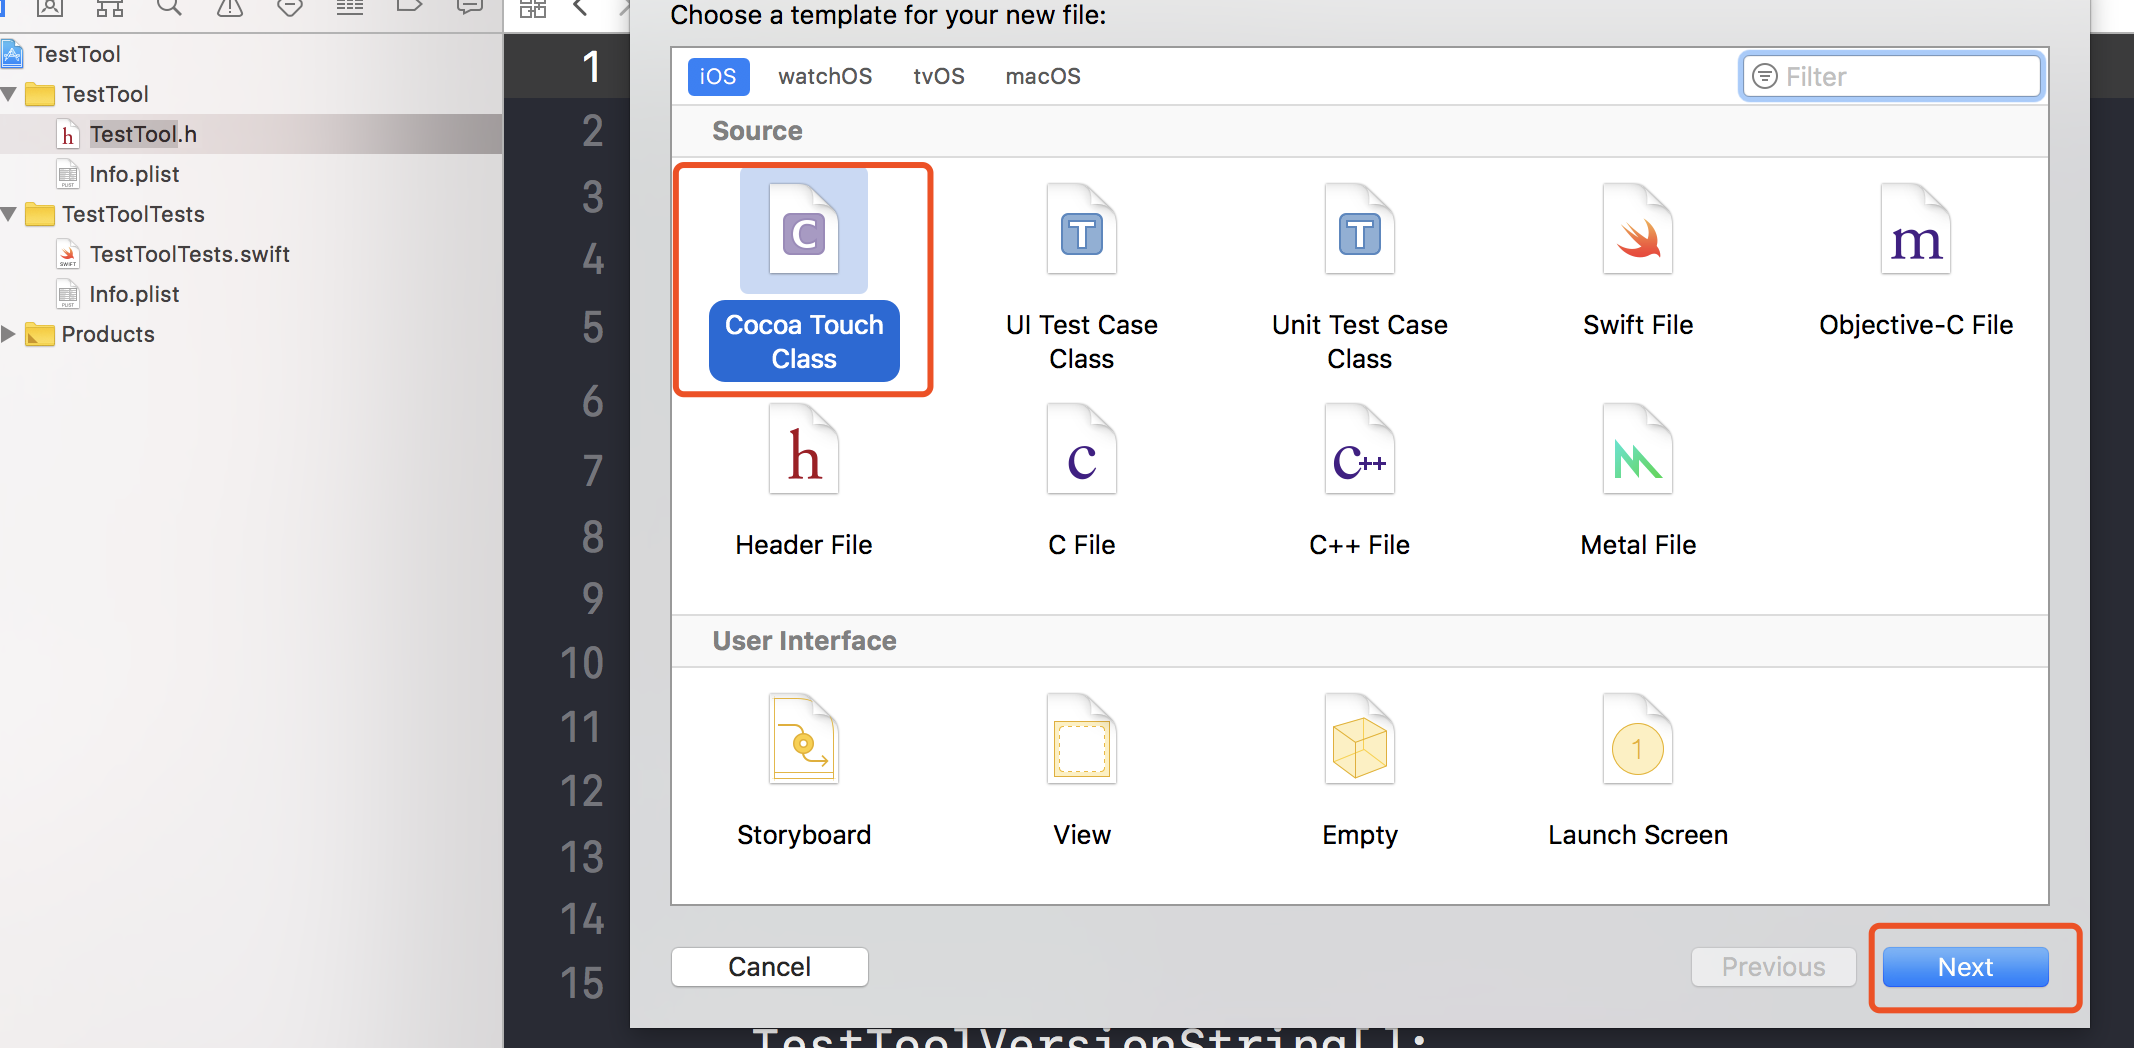 Choose a template for your new file:
iOS
watchOS
tvOS
macOS
Filter
TestTool
TestTool
TestTool.h
Info.plist
TestToolTests
TestToolTests.swift
Info.plist
Products
1
2
3
4
5
6
7
8
9
10
11
12
13
14
15
Source
C
T
T
m
Cocoa Touch
Class
UI Test Case
Class
Unit Test Case
Class
Swift File
Objective-C File
h
c
C++
Header File
C File
C++ File
Metal File
User Interface
1
Storyboard
View
Empty
Launch Screen
Cancel
Previous
Next
TestToolVersionString[];